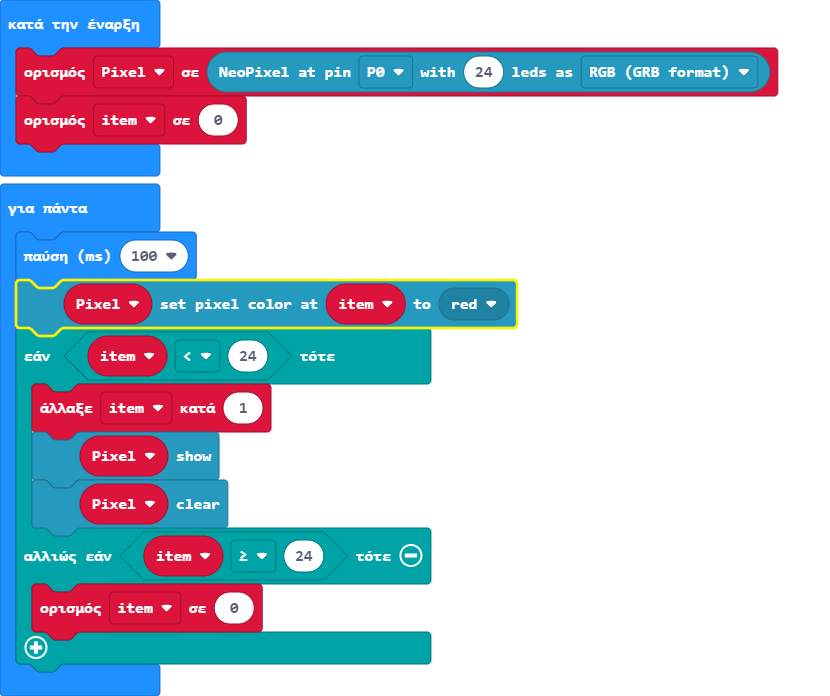 κατά την έναρξη
ορισμός Pixel σε NeoPixel at pin P0 with 24 leds as RGB (GRB format)
ορισμός item σε 0
για πάντα
παύση (ms) 100
Pixel set pixel color at item to red
εάν item < 24 τότε
άλλαξε item κατά 1
Pixel show
Pixel clear
αλλιώς εάν item ≥ 24 τότε
ορισμός item σε 0